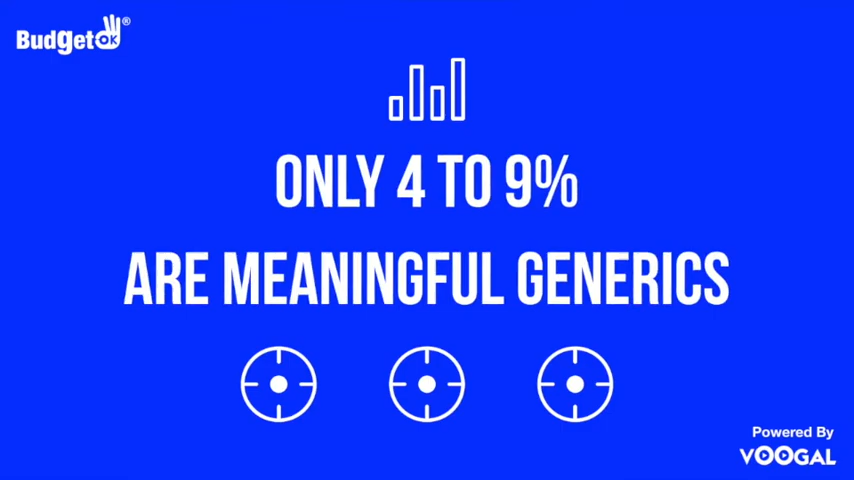 BudgetOK®
ONLY 4 TO 9%
ARE MEANINGFUL GENERICS
Powered By
VOOGAL